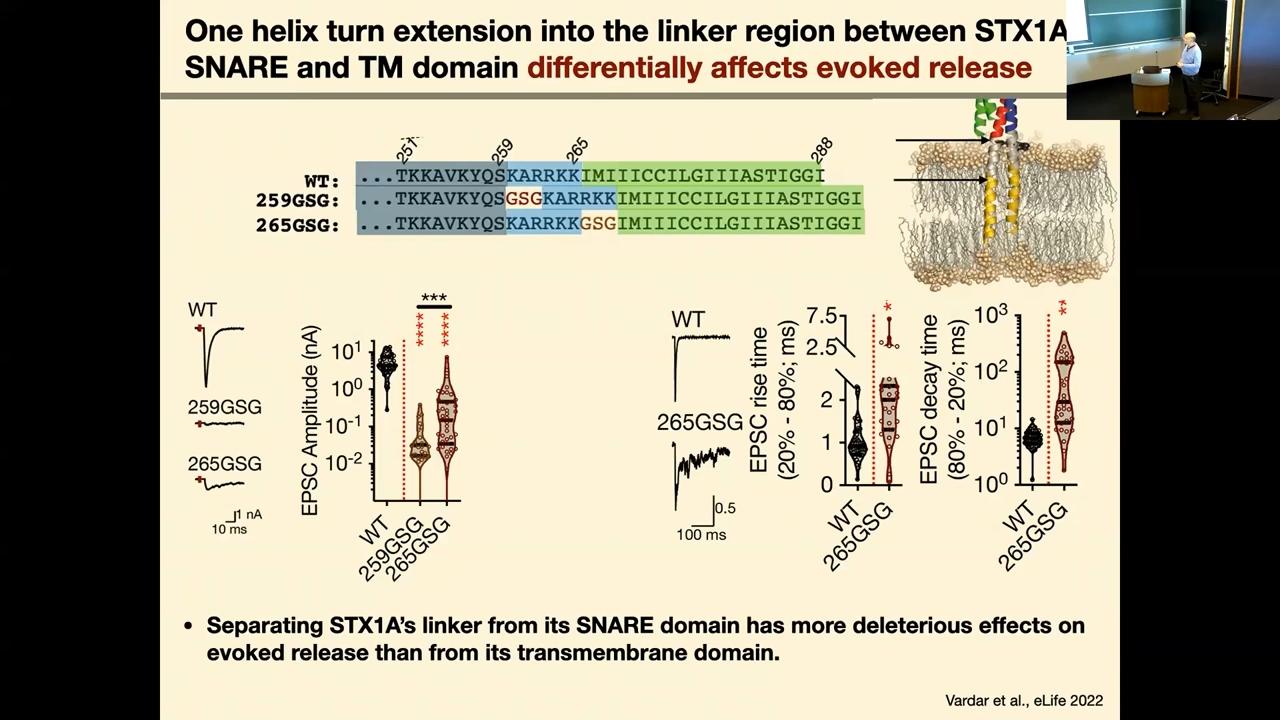 One helix turn extension into the linker region between STX1A
SNARE and TM domain differentially affects evoked release
251 259 265 288
WT: ...TKKAVKYQSKARRKKIMIIICCILGIIIASTIGGI
259GSG: ...TKKAVKYQSGSGKARRKKIMIIICCILGIIIASTIGGI
265GSG: ...TKKAVKYQSKARRKKGSGIMIIICCILGIIIASTIGGI
WT
259GSG
265GSG
1 nA
10 ms
EPSC Amplitude (nA)
10¹
10⁰
10⁻¹
10⁻²
***
****
****
WT
259GSG
265GSG
WT
265GSG
0.5
100 ms
EPSC rise time
(20% - 80%; ms)
7.5
2.5
2
1
0
*
WT
265GSG
EPSC decay time
(80% - 20%; ms)
10³
10²
10¹
10⁰
**
WT
265GSG
• Separating STX1A’s linker from its SNARE domain has more deleterious effects on
evoked release than from its transmembrane domain.
Vardar et al., eLife 2022